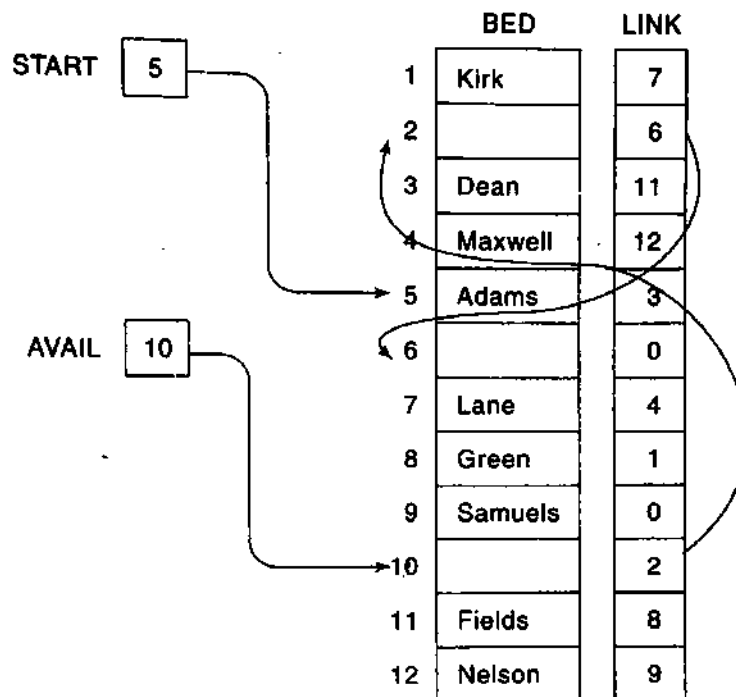 BED LINK
START 5 1 Kirk 7
2 6
3 Dean 11
4 Maxwell 12
5 Adams 3
AVAIL 10 6 0
7 Lane 4
8 Green 1
9 Samuels 0
10 2
11 Fields 8
12 Nelson 9